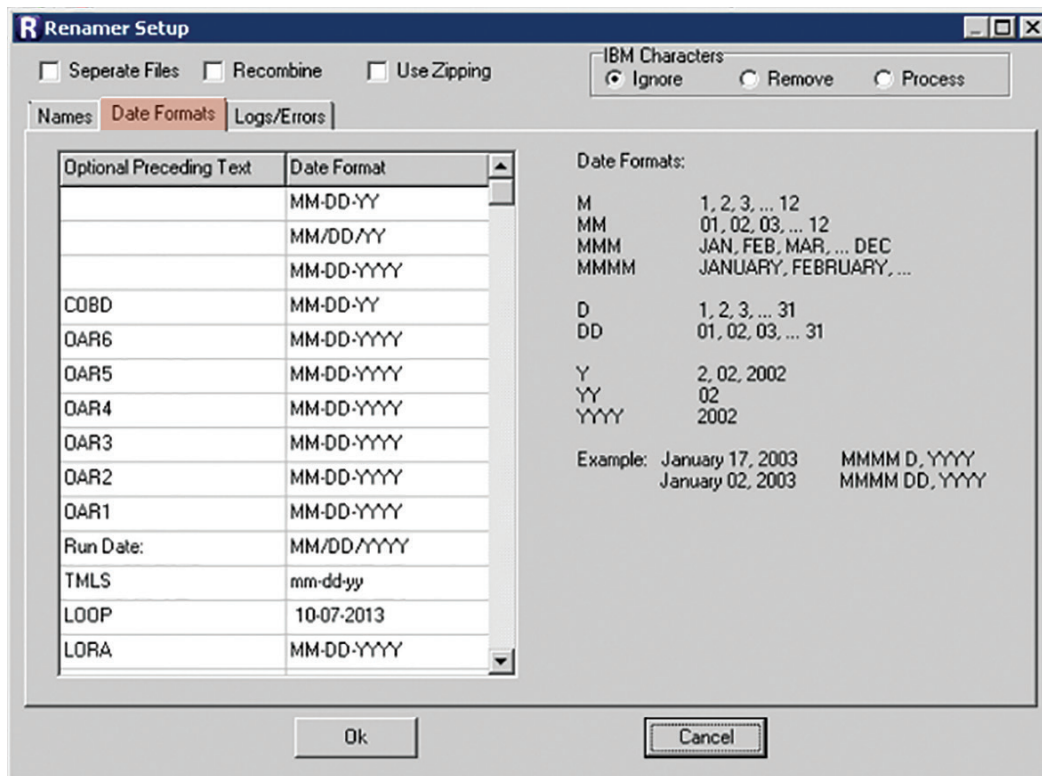 R Renamer Setup
Seperate Files Recombine Use Zipping
IBM Characters
Ignore Remove Process
Names Date Formats Logs/Errors
Optional Preceding Text Date Format
MM-DD-YY
MM/DD/YY
MM-DD-YYYY
COBD MM-DD-YY
OAR6 MM-DD-YYYY
OAR5 MM-DD-YYYY
OAR4 MM-DD-YYYY
OAR3 MM-DD-YYYY
OAR2 MM-DD-YYYY
OAR1 MM-DD-YYYY
Run Date: MM/DD/YYYY
TMLS mm-dd-yy
LOOP 10-07-2013
LORA MM-DD-YYYY
Date Formats:
M 1, 2, 3, ... 12
MM 01, 02, 03, ... 12
MMM JAN, FEB, MAR, ... DEC
MMMM JANUARY, FEBRUARY, ...
D 1, 2, 3, ... 31
DD 01, 02, 03, ... 31
Y 2, 02, 2002
YY 02
YYYY 2002
Example: January 17, 2003 MMMM D, YYYY
January 02, 2003 MMMM DD, YYYY
Ok Cancel